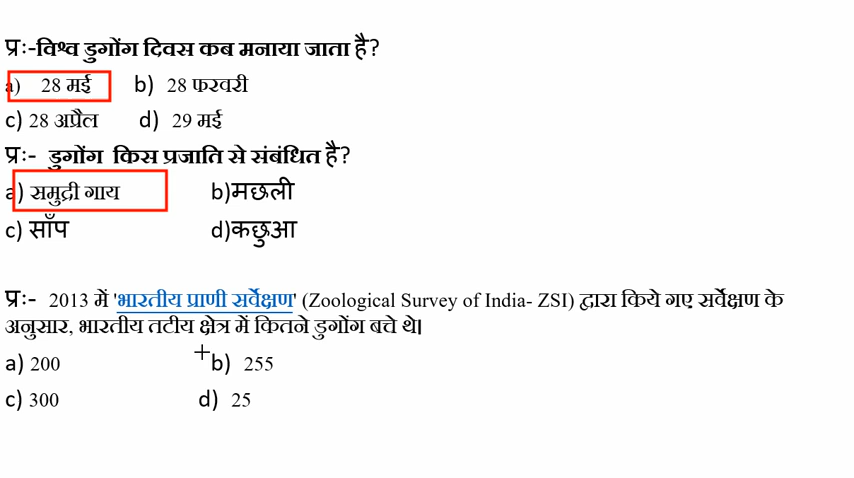 प्रः-विश्व डुगोंग दिवस कब मनाया जाता है?
a) 28 मई b) 28 फरवरी
c) 28 अप्रैल d) 29 मई
प्रः- डुगोंग किस प्रजाति से संबंधित है?
a) समुद्री गाय b)मछली
c) साँप d)कछुआ
प्रः- 2013 में 'भारतीय प्राणी सर्वेक्षण' (Zoological Survey of India- ZSI) द्वारा किये गए सर्वेक्षण के
अनुसार, भारतीय तटीय क्षेत्र में कितने डुगोंग बचे थे।
a) 200 b) 255
c) 300 d) 25